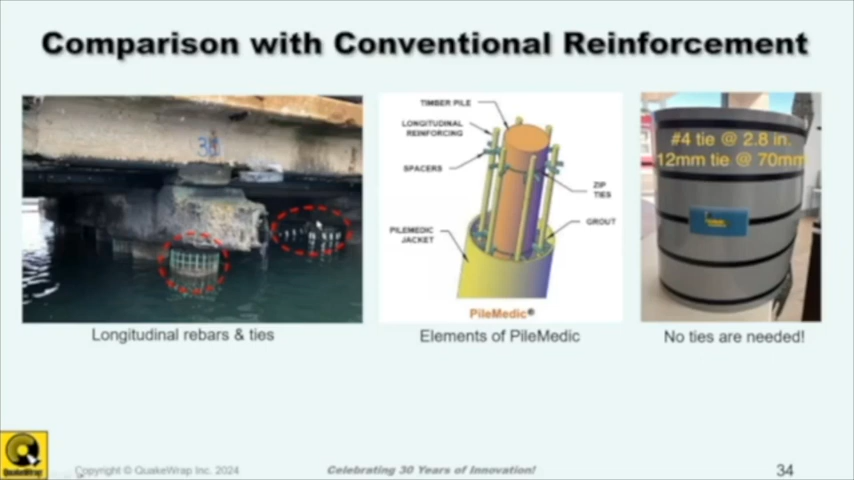 Comparison with Conventional Reinforcement
TIMBER PILE
LONGITUDINAL
REINFORCING
SPACERS
ZIP
TIES
GROUT
PILEMEDIC
JACKET
PileMedic®
#4 tie @ 2.8 in.
12mm tie @ 70mm
Longitudinal rebars & ties
Elements of PileMedic
No ties are needed!
QuakeWrap
Copyright © QuakeWrap Inc. 2024
Celebrating 30 Years of Innovation!
34